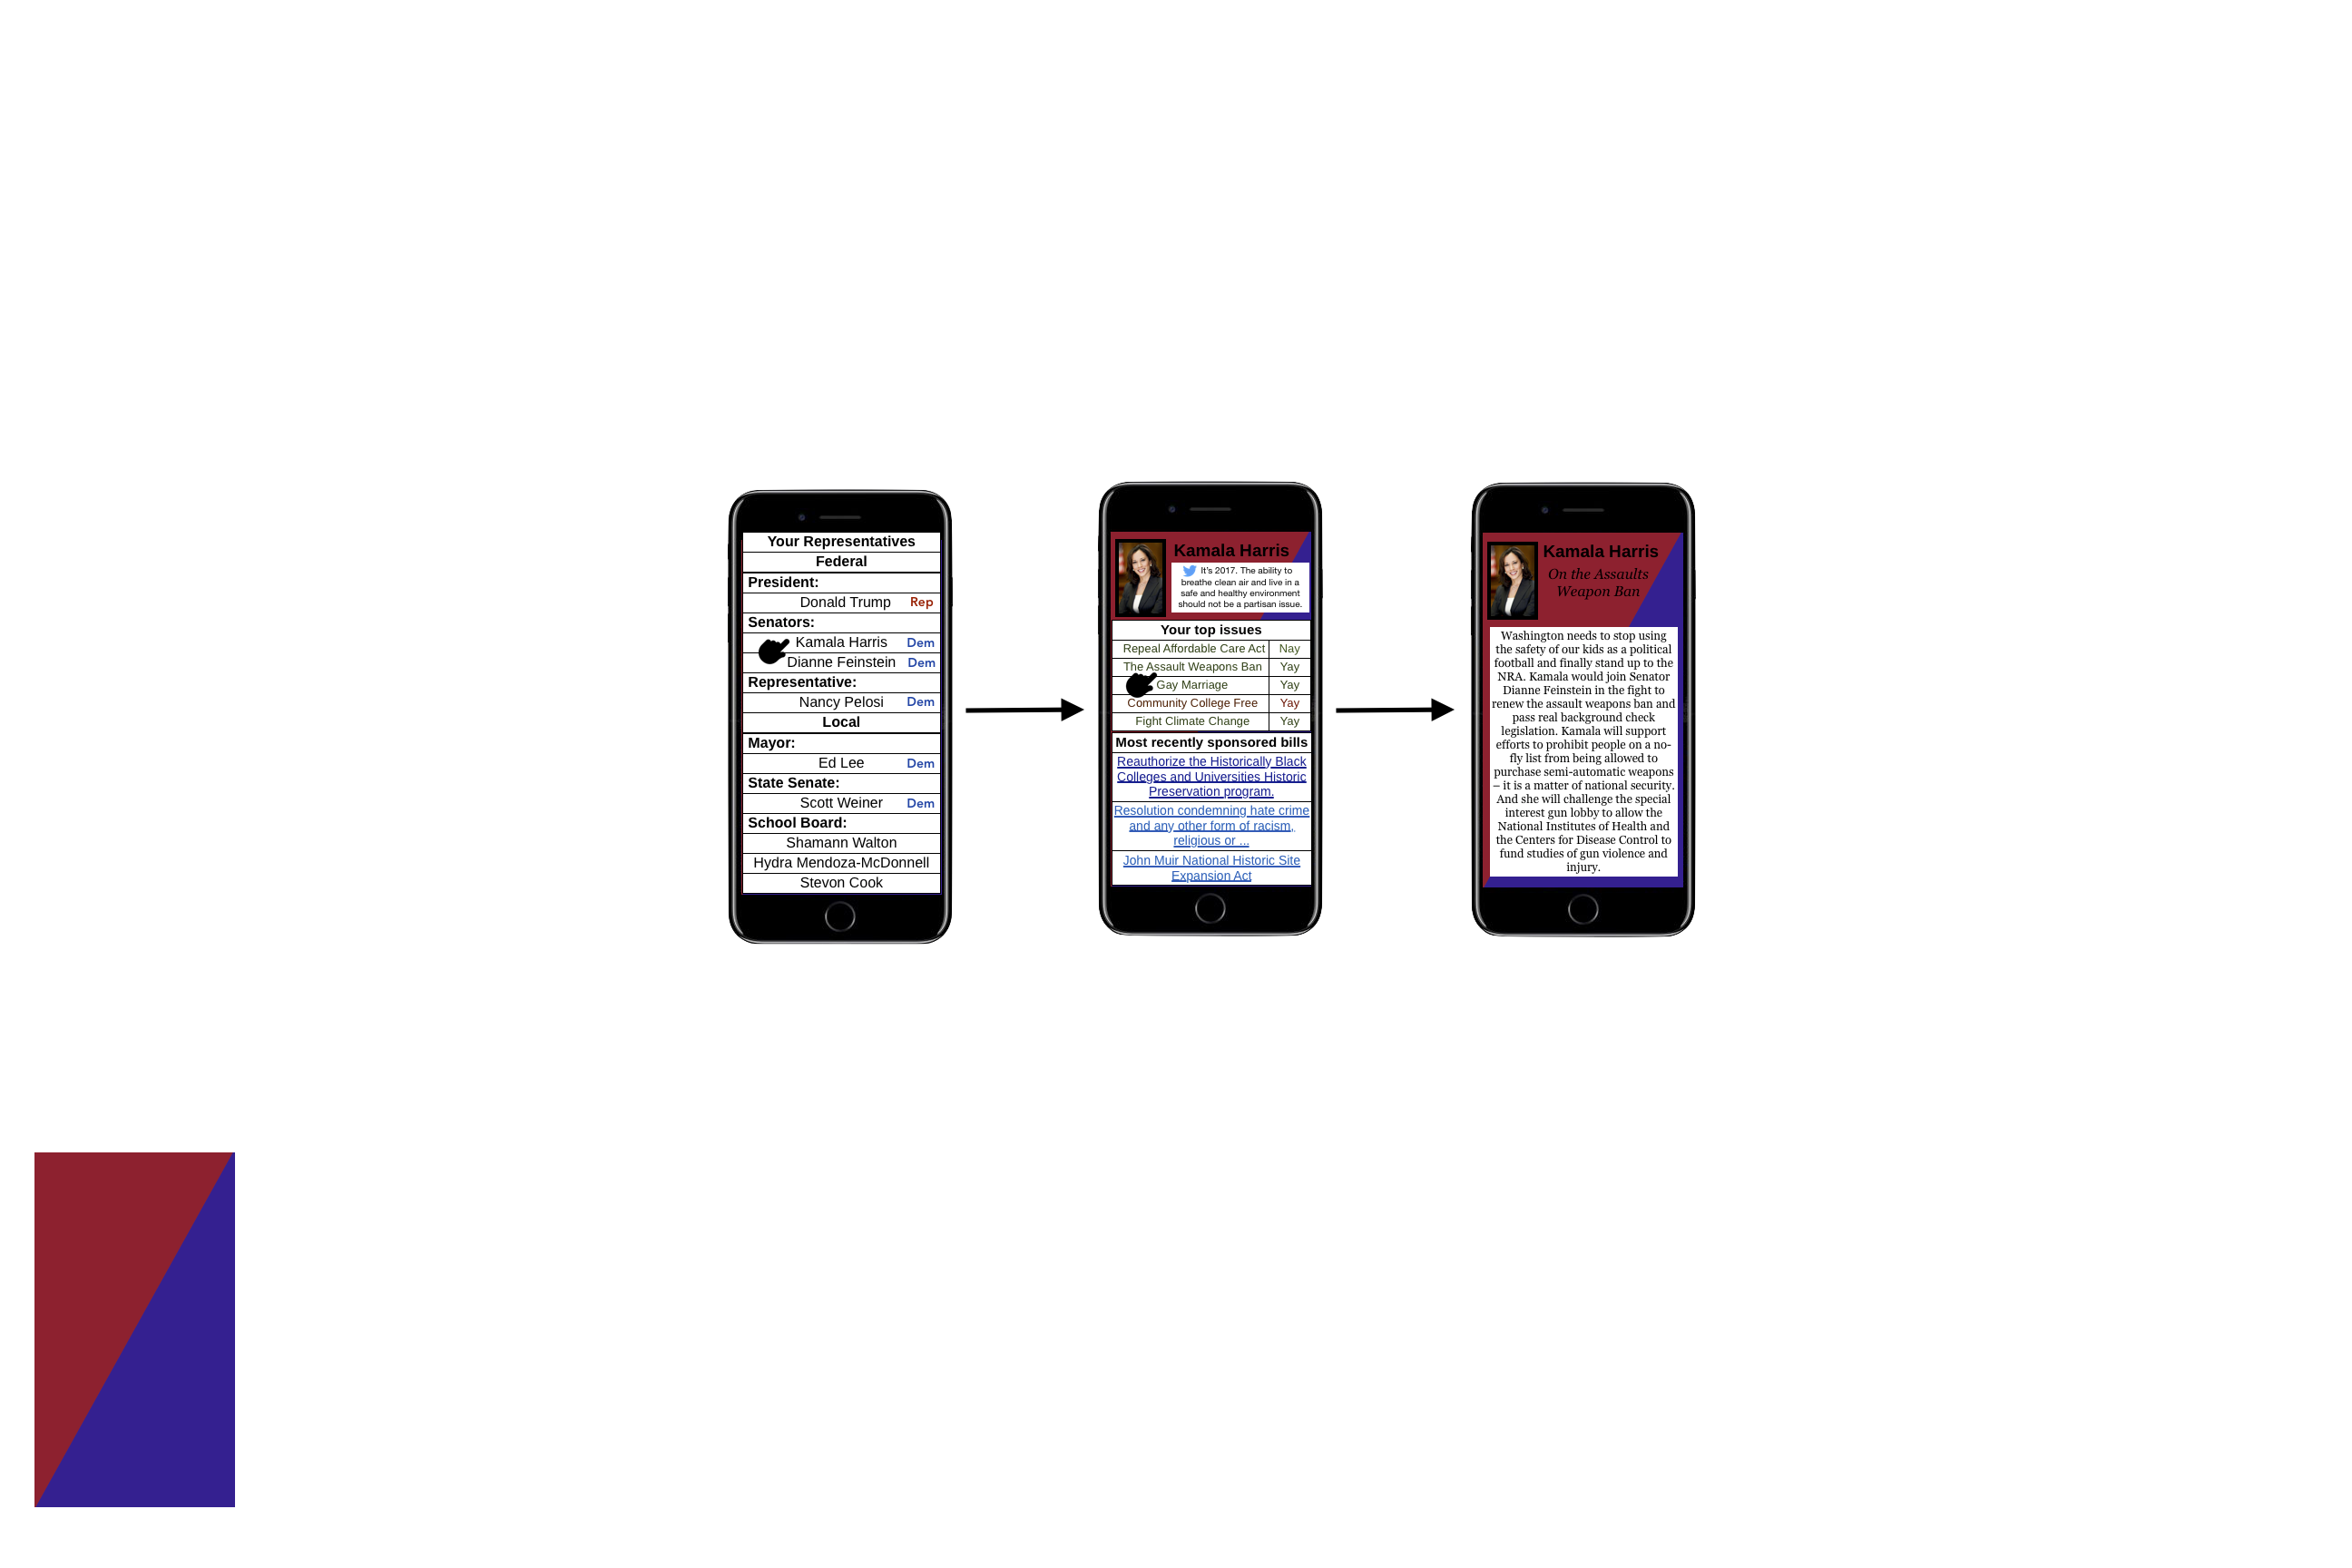 Your Representatives
Federal
President:
Donald Trump Rep
Senators:
Kamala Harris Dem
Dianne Feinstein Dem
Representative:
Nancy Pelosi Dem
Local
Mayor:
Ed Lee Dem
State Senate:
Scott Weiner Dem
School Board:
Shamann Walton
Hydra Mendoza-McDonnell
Stevon Cook
Kamala Harris
It's 2017. The ability to
breathe clean air and live in a
safe and healthy environment
should not be a partisan issue.
Your top issues
Repeal Affordable Care Act Nay
The Assault Weapons Ban Yay
Gay Marriage Yay
Community College Free Yay
Fight Climate Change Yay
Most recently sponsored bills
Reauthorize the Historically Black
Colleges and Universities Historic
Preservation program.
Resolution condemning hate crime
and any other form of racism,
religious or ...
John Muir National Historic Site
Expansion Act
Kamala Harris
On the Assaults
Weapon Ban
Washington needs to stop using
the safety of our kids as a political
football and finally stand up to the
NRA. Kamala would join Senator
Dianne Feinstein in the fight to
renew the assault weapons ban and
pass real background check
legislation. Kamala will support
efforts to prohibit people on a no-
fly list from being allowed to
purchase semi-automatic weapons
– it is a matter of national security.
And she will challenge the special
interest gun lobby to allow the
National Institutes of Health and
the Centers for Disease Control to
fund studies of gun violence and
injury.